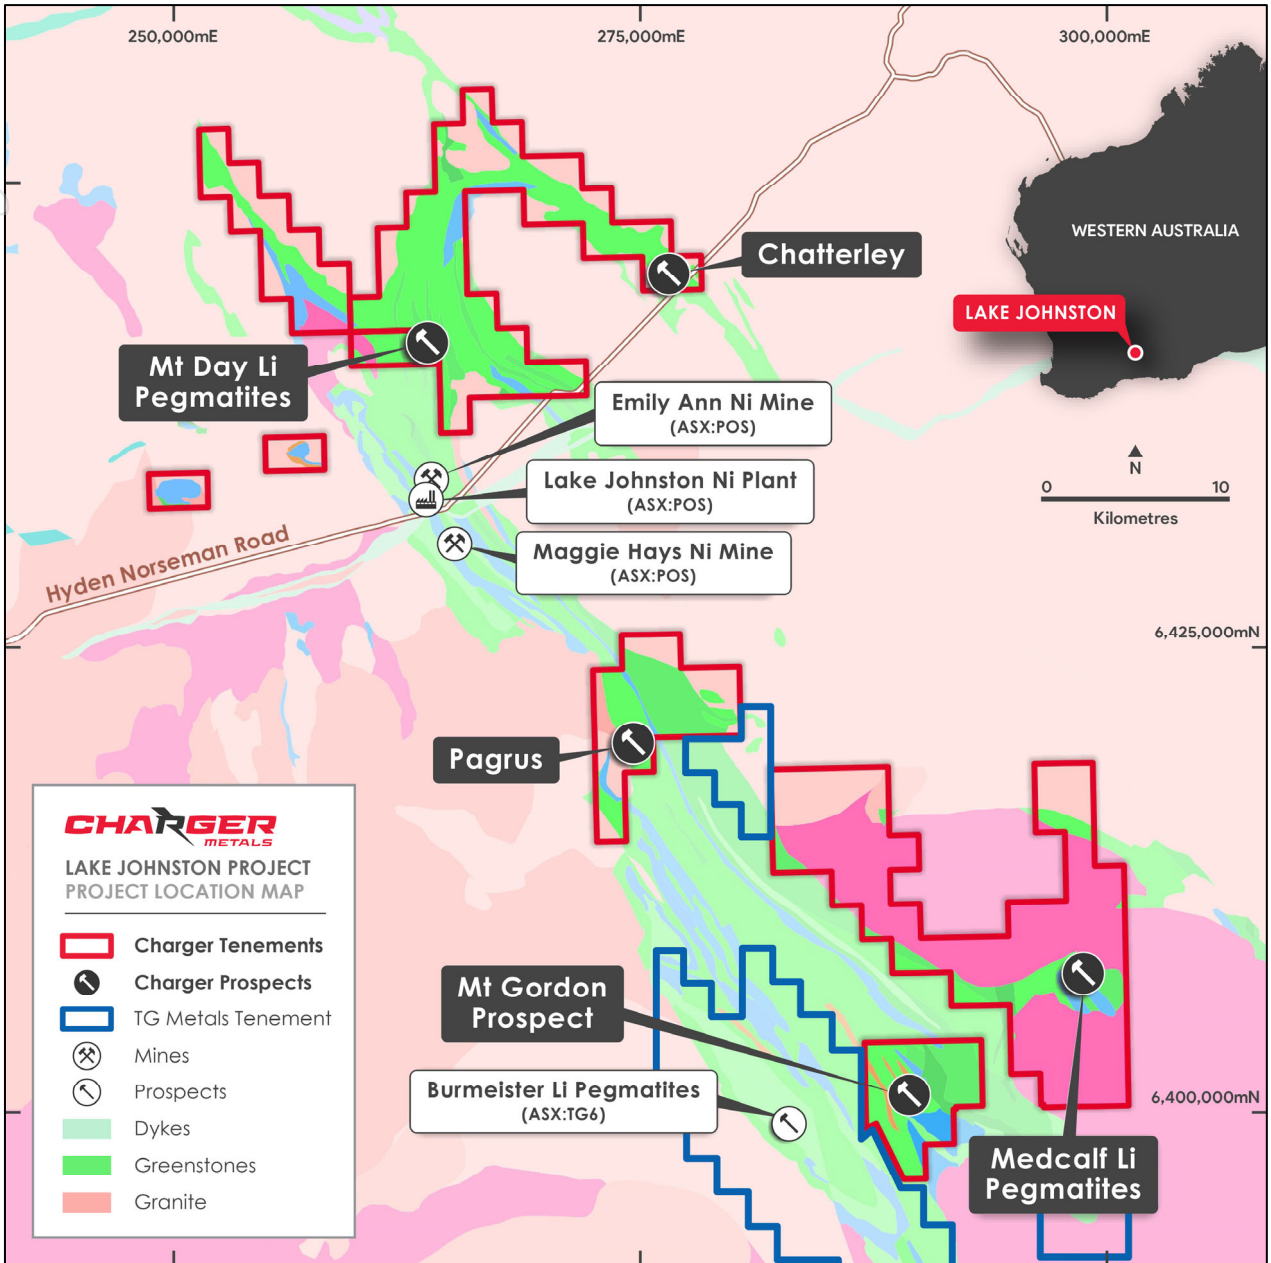 250,000mE
275,000mE
300,000mE
WESTERN AUSTRALIA
Chatterley
LAKE JOHNSTON
Mt Day Li
Pegmatites
Emily Ann Ni Mine
(ASX:POS)
N
Lake Johnston Ni Plant
(ASX:POS)
0 10
Kilometres
Maggie Hays Ni Mine
(ASX:POS)
Hyden Norseman Road
6,425,000mN
Pagrus
CHARGER
METALS
LAKE JOHNSTON PROJECT
PROJECT LOCATION MAP
Charger Tenements
Charger Prospects
TG Metals Tenement
Mines
Prospects
Dykes
Greenstones
Granite
Mt Gordon
Prospect
Burmeister Li Pegmatites
(ASX:TG6)
6,400,000mN
Medcalf Li
Pegmatites